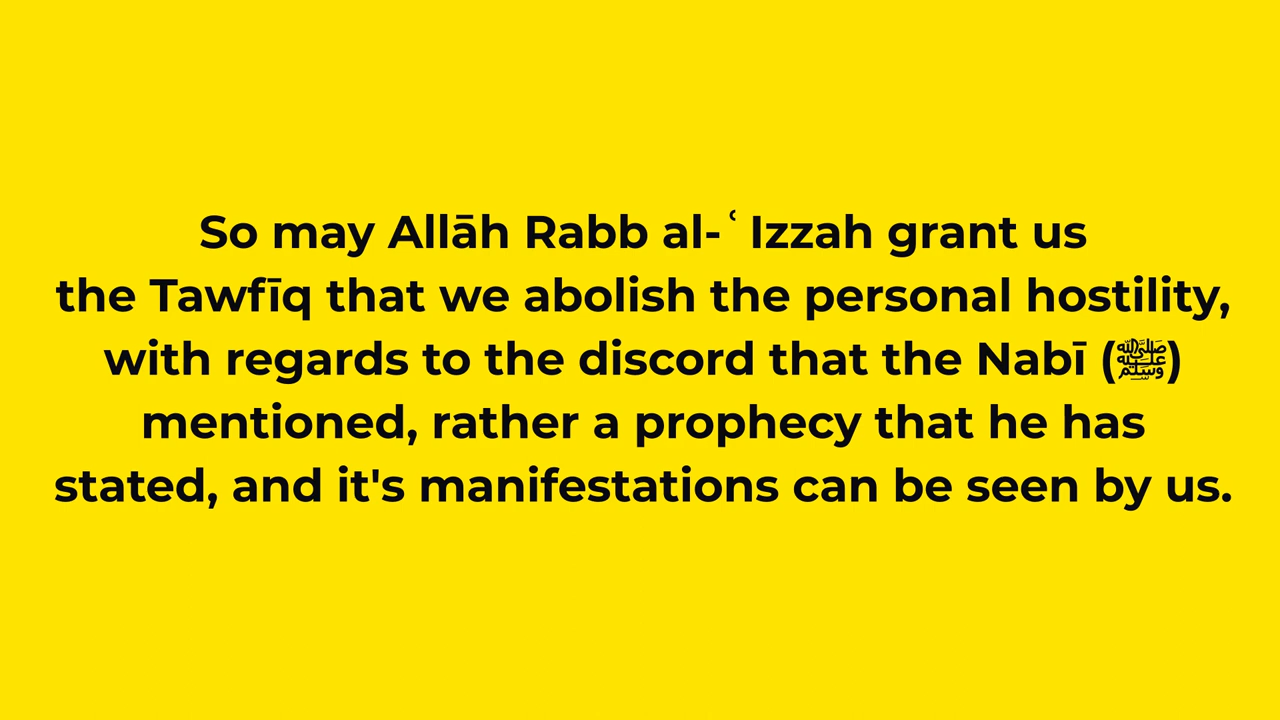 So may Allāh Rabb al-ʿIzzah grant us
the Tawfīq that we abolish the personal hostility,
with regards to the discord that the Nabī (ﷺ)
mentioned, rather a prophecy that he has
stated, and it's manifestations can be seen by us.